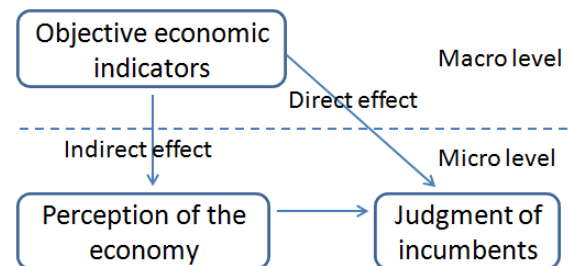 Objective economic
indicators
Macro level
Direct effect
Indirect effect
Micro level
Perception of the
economy
Judgment of
incumbents